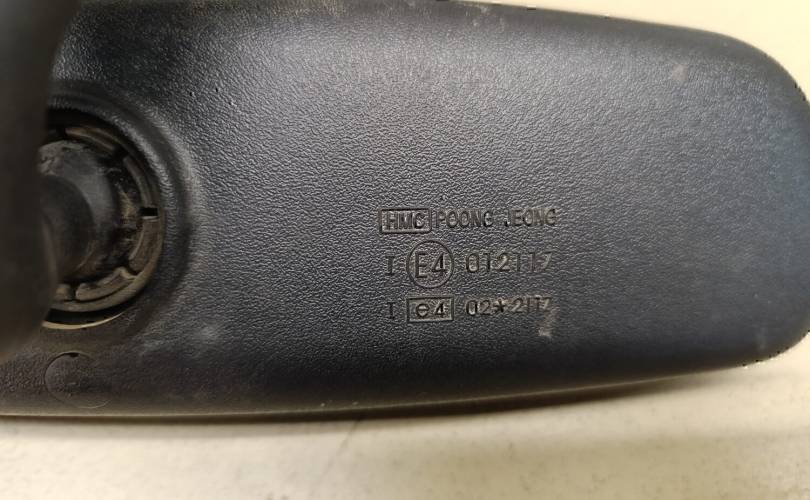 HMC POONG JEONG
I E4 012117
I e4 02*2117